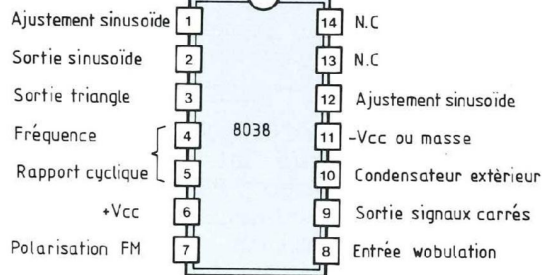 Ajustement sinusoïde 1
Sortie sinusoïde 2
Sortie triangle 3
Fréquence 4
Rapport cyclique 5
+Vcc 6
Polarisation FM 7
8038
14 N.C
13 N.C
12 Ajustement sinusoïde
11 -Vcc ou masse
10 Condensateur extèrieur
9 Sortie signaux carrés
8 Entrée wobulation